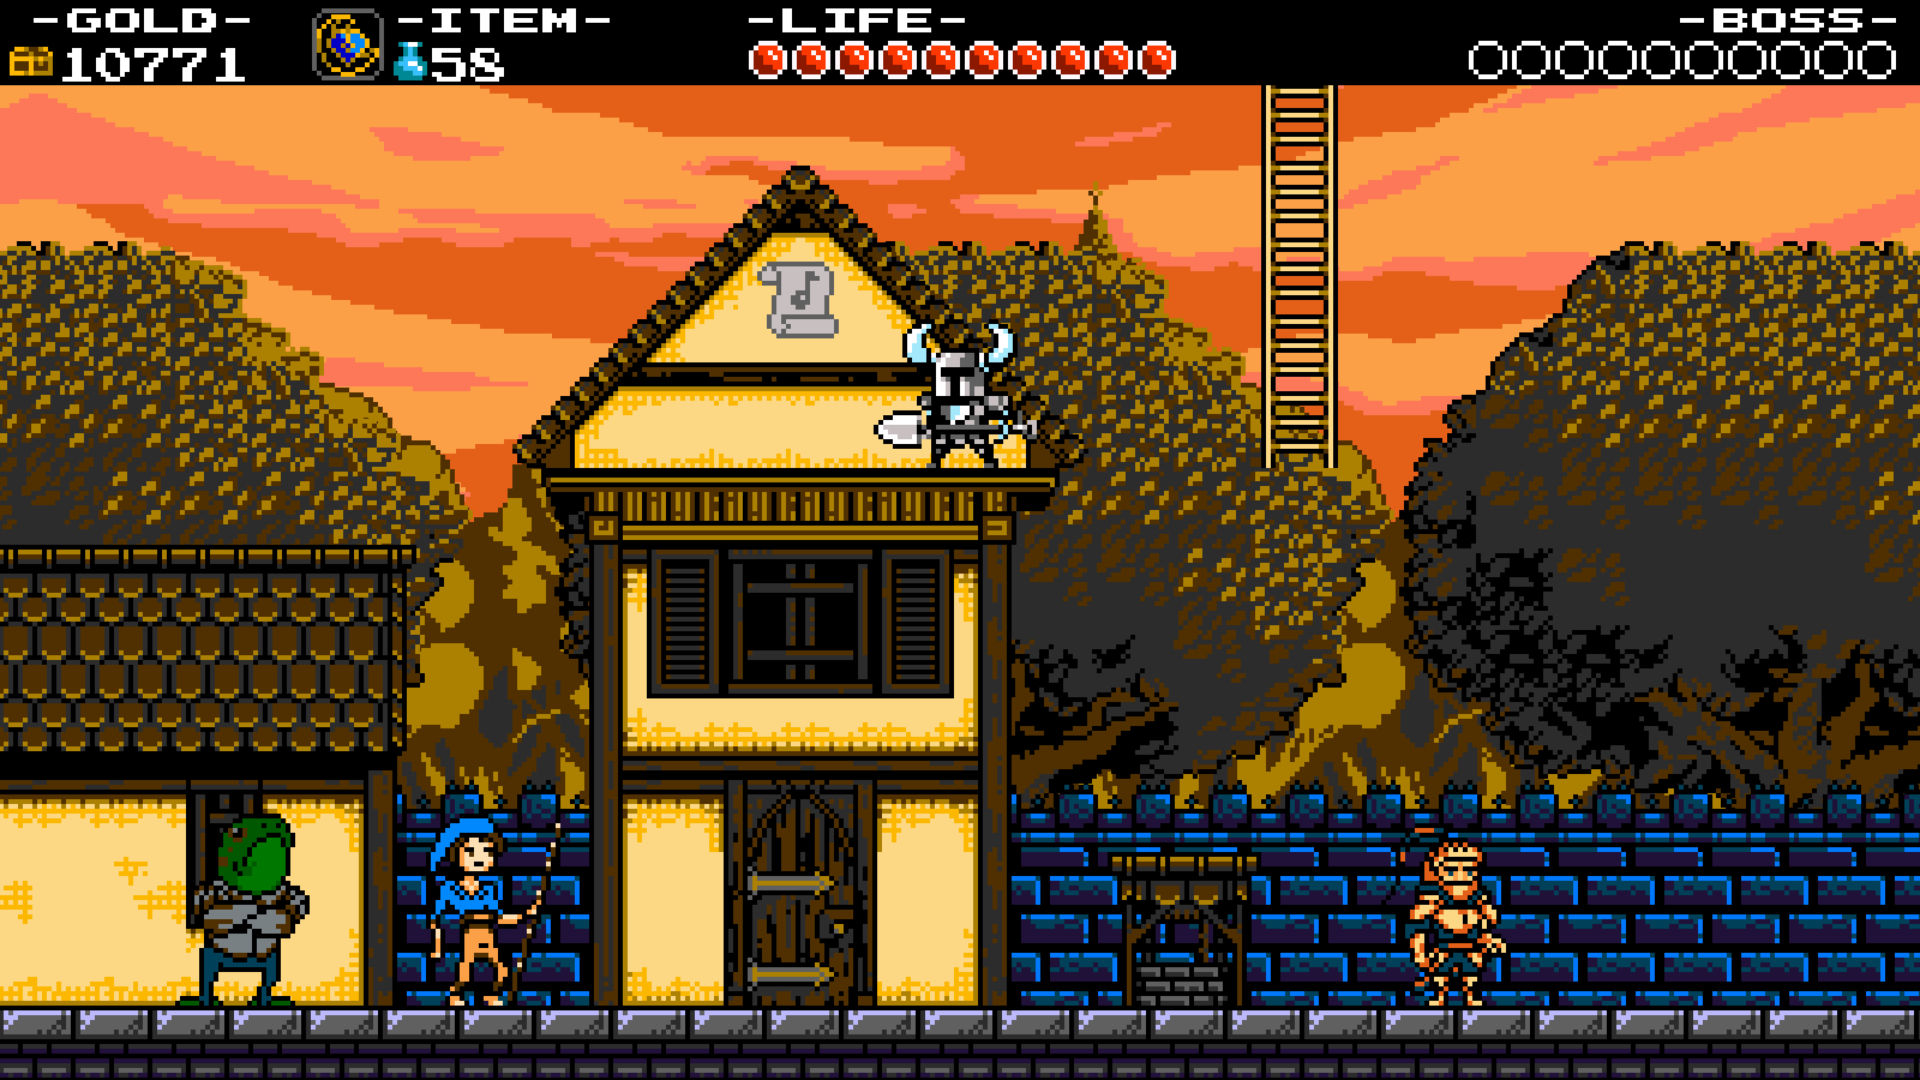 -GOLD-
10771
-ITEM-
58
-LIFE-
-BOSS-